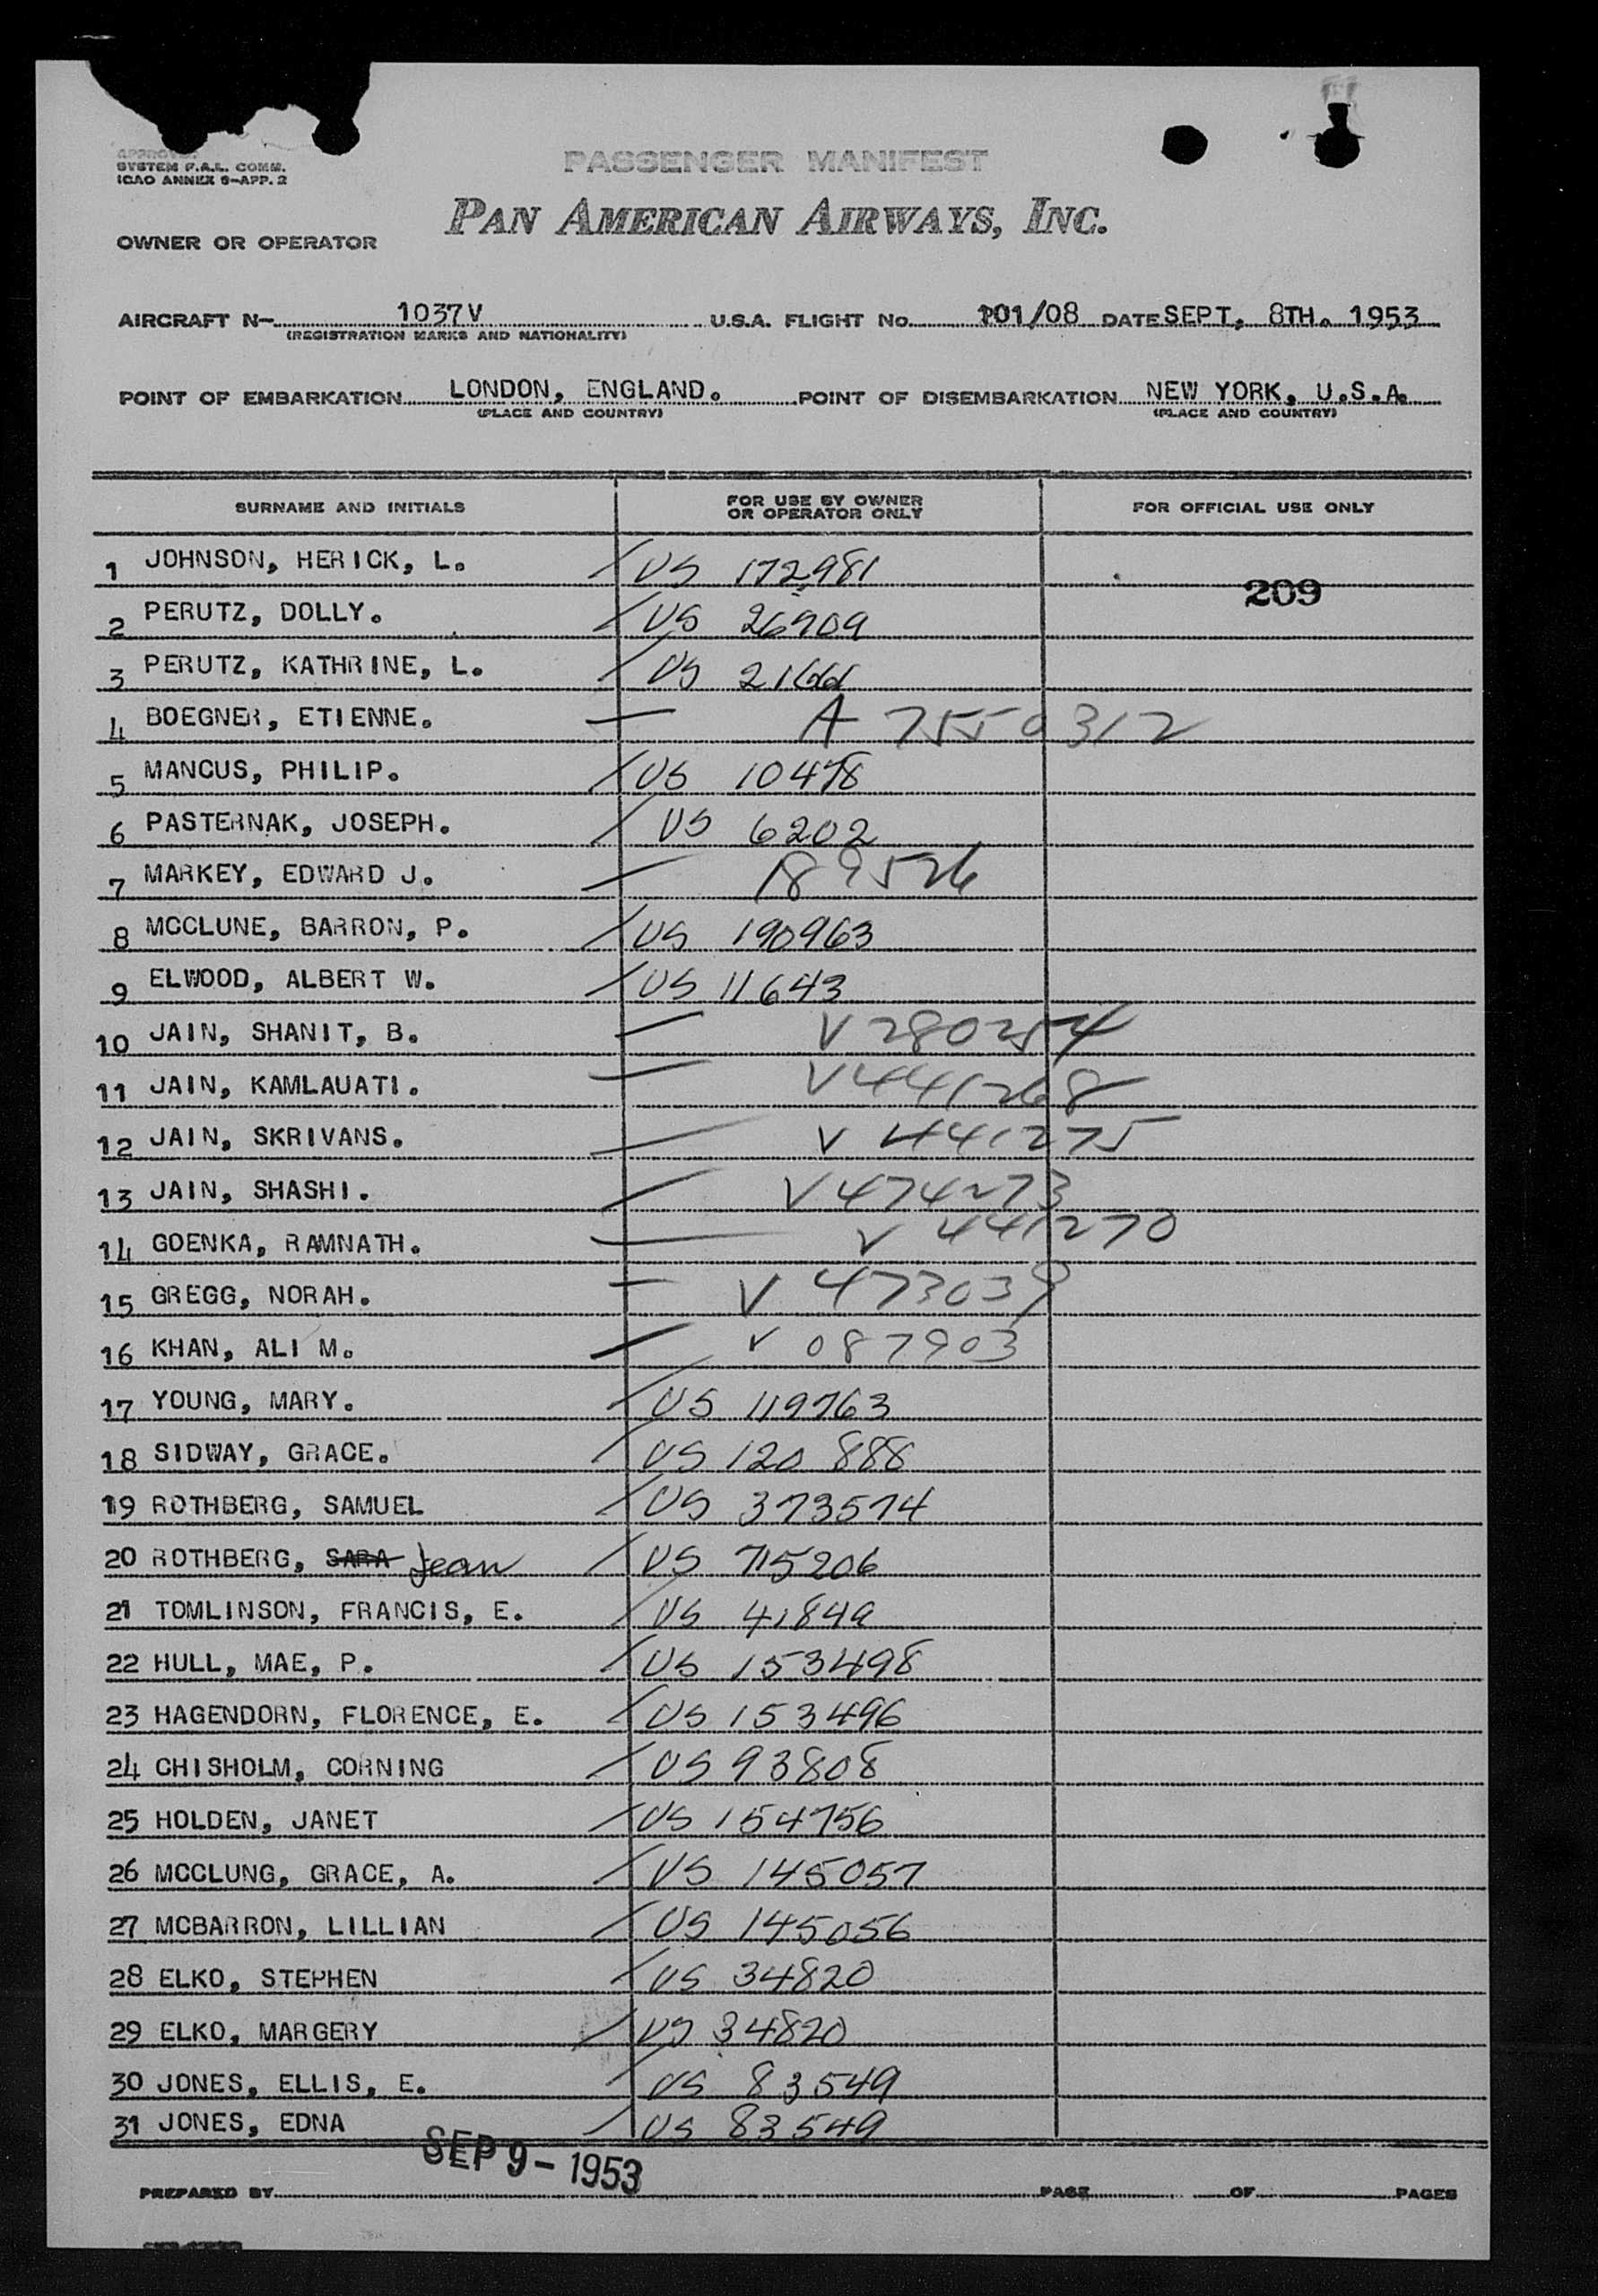 SYSTEM F.A.L. COMM.
ICAO ANNEX 9-APP. 2
PASSENGER MANIFEST
PAN AMERICAN AIRWAYS, INC.
OWNER OR OPERATOR
AIRCRAFT N- 1037V U.S.A. FLIGHT No. 101/08 DATE SEPT, 8TH. 1953
(REGISTRATION MARKS AND NATIONALITY)
POINT OF EMBARKATION LONDON, ENGLAND. POINT OF DISEMBARKATION NEW YORK, U.S.A.
(PLACE AND COUNTRY) (PLACE AND COUNTRY)
SURNAME AND INITIALS FOR USE BY OWNER OR OPERATOR ONLY FOR OFFICIAL USE ONLY
1 JOHNSON, HERICK, L. US 172981
209
2 PERUTZ, DOLLY. US 26909
3 PERUTZ, KATHRINE, L. US
4 BOEGNER, ETIENNE. A 7550312
5 MANCUS, PHILIP. US 10478
6 PASTERNAK, JOSEPH. US 6202
7 MARKEY, EDWARD J. 189526
8 MCCLUNE, BARRON, P. US 190963
9 ELWOOD, ALBERT W. US 11643
10 JAIN, SHANIT, B. V 280254
11 JAIN, KAMLAUATI. V 441268
12 JAIN, SKRIVANS. V 441275
13 JAIN, SHASHI. V 474273
14 GOENKA, RAMNATH. V 441270
15 GREGG, NORAH. V 473039
16 KHAN, ALI M. V 087903
17 YOUNG, MARY. US 119763
18 SIDWAY, GRACE. US 120 888
19 ROTHBERG, SAMUEL US 373574
20 ROTHBERG, SARA Jean US 715206
21 TOMLINSON, FRANCIS, E. US 41849
22 HULL, MAE, P. US 153498
23 HAGENDORN, FLORENCE, E. US 153496
24 CHISHOLM, CORNING US 93808
25 HOLDEN, JANET US 154756
26 MCCLUNG, GRACE, A. US 145057
27 MCBARRON, LILLIAN US 145056
28 ELKO, STEPHEN US 34820
29 ELKO, MARGERY US 34820
30 JONES, ELLIS, E. US 83549
31 JONES, EDNA US 83549
SEP 9- 1953
PREPARED BY PAGE OF PAGES